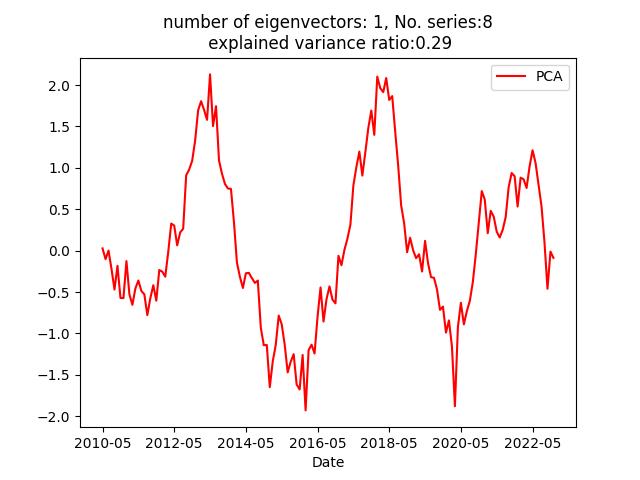 number of eigenvectors: 1, No. series:8
explained variance ratio:0.29
PCA
2.0
1.5
1.0
0.5
0.0
−0.5
−1.0
−1.5
−2.0
2010-05 2012-05 2014-05 2016-05 2018-05 2020-05 2022-05
Date